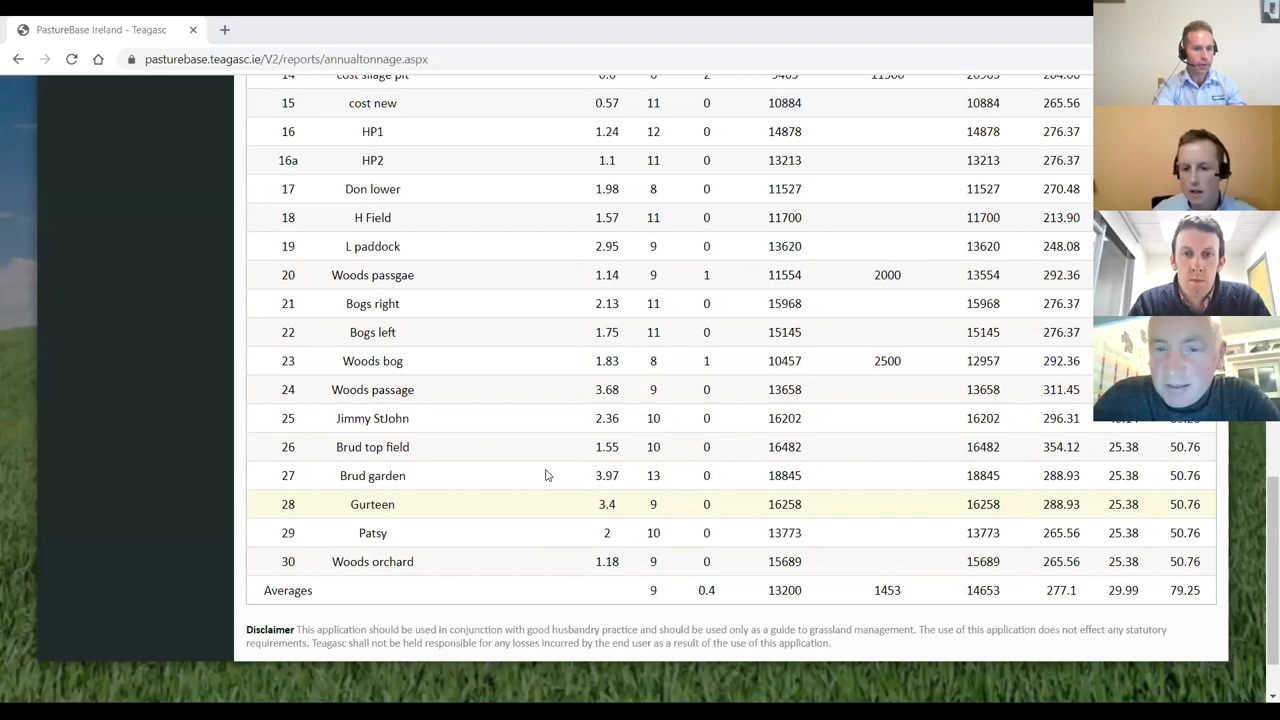 PastureBase Ireland - Teagasc
pasturebase.teagasc.ie/V2/reports/annualtonnage.aspx
14 cost silage pit 0.6 6 2 9465 11500 20965 264.06
15 cost new 0.57 11 0 10884 10884 265.56
16 HP1 1.24 12 0 14878 14878 276.37
16a HP2 1.1 11 0 13213 13213 276.37
17 Don lower 1.98 8 0 11527 11527 270.48
18 H Field 1.57 11 0 11700 11700 213.90
19 L paddock 2.95 9 0 13620 13620 248.08
20 Woods passgae 1.14 9 1 11554 2000 13554 292.36
21 Bogs right 2.13 11 0 15968 15968 276.37
22 Bogs left 1.75 11 0 15145 15145 276.37
23 Woods bog 1.83 8 1 10457 2500 12957 292.36
24 Woods passage 3.68 9 0 13658 13658 311.45
25 Jimmy StJohn 2.36 10 0 16202 16202 296.31
26 Brud top field 1.55 10 0 16482 16482 354.12 25.38 50.76
27 Brud garden 3.97 13 0 18845 18845 288.93 25.38 50.76
28 Gurteen 3.4 9 0 16258 16258 288.93 25.38 50.76
29 Patsy 2 10 0 13773 13773 265.56 25.38 50.76
30 Woods orchard 1.18 9 0 15689 15689 265.56 25.38 50.76
Averages 9 0.4 13200 1453 14653 277.1 29.99 79.25
Disclaimer This application should be used in conjunction with good husbandry practice and should be used only as a guide to grassland management. The use of this application does not effect any statutory
requirements. Teagasc shall not be held responsible for any losses incurred by the end user as a result of the use of this application.